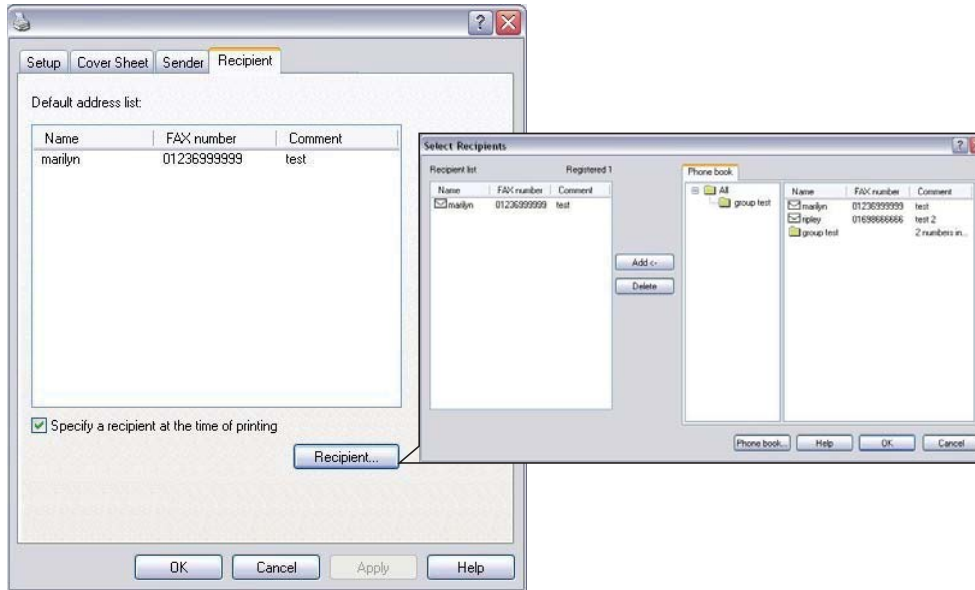 Setup Cover Sheet Sender Recipient
Default address list:
Name FAX number Comment
marilyn 01236999999 test
Specify a recipient at the time of printing
Recipient...
OK Cancel Apply Help
Select Recipients
Recipient list Registered 1
Name FAX number Comment
marilyn 01236999999 test
Add <-
Delete
Phone book
All
group test
Name FAX number Comment
marilyn 01236999999 test
ripley 01698666666 test 2
group test 2 numbers in...
Phone book... Help OK Cancel